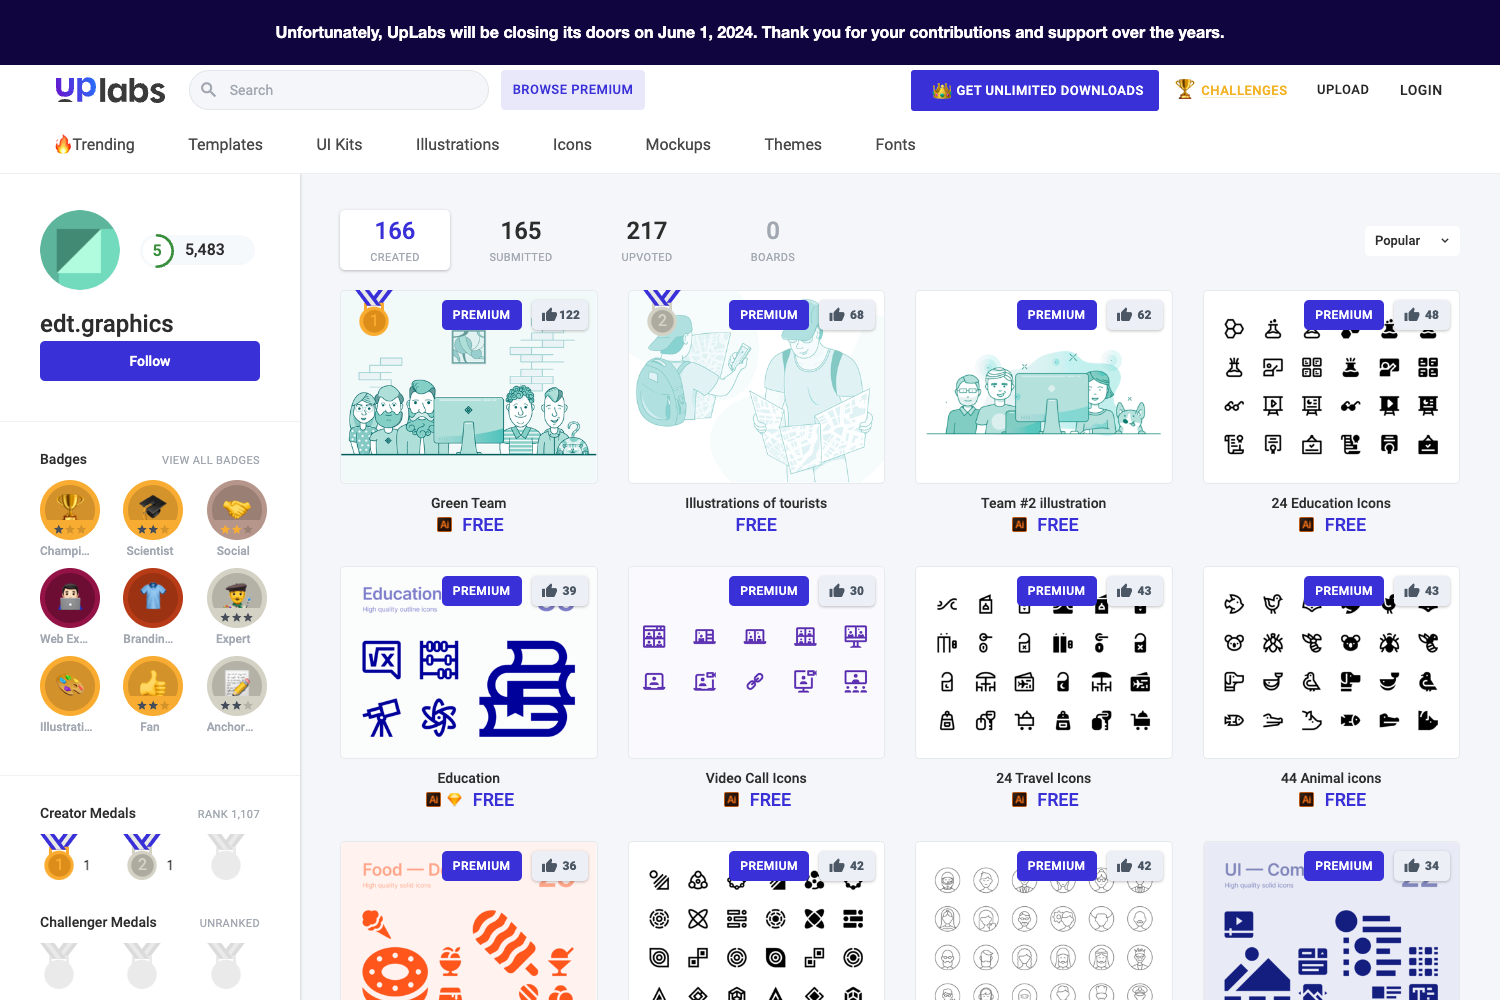 Unfortunately, UpLabs will be closing its doors on June 1, 2024. Thank you for your contributions and support over the years.
uplabs
Search
BROWSE PREMIUM
GET UNLIMITED DOWNLOADS
CHALLENGES
UPLOAD
LOGIN
Trending
Templates
UI Kits
Illustrations
Icons
Mockups
Themes
Fonts
5
5,483
edt.graphics
Follow
Badges
VIEW ALL BADGES
Champi...
Scientist
Social
Web Ex...
Brandin...
Expert
Illustrati...
Fan
Anchor...
Creator Medals
RANK 1,107
1
1
2
1
Challenger Medals
UNRANKED
166
CREATED
165
SUBMITTED
217
UPVOTED
0
BOARDS
Popular
1
PREMIUM
122
Green Team
Ai FREE
2
PREMIUM
68
Illustrations of tourists
FREE
PREMIUM
62
Team #2 illustration
Ai FREE
PREMIUM
48
24 Education Icons
Ai FREE
Education
High quality outline icons
PREMIUM
39
√x
Education
Ai FREE
PREMIUM
30
Video Call Icons
Ai FREE
PREMIUM
43
24 Travel Icons
Ai FREE
PREMIUM
43
44 Animal icons
Ai FREE
Food — D
High quality solid icons
PREMIUM
36
PREMIUM
42
PREMIUM
42
UI — Com
High quality solid icons
PREMIUM
34